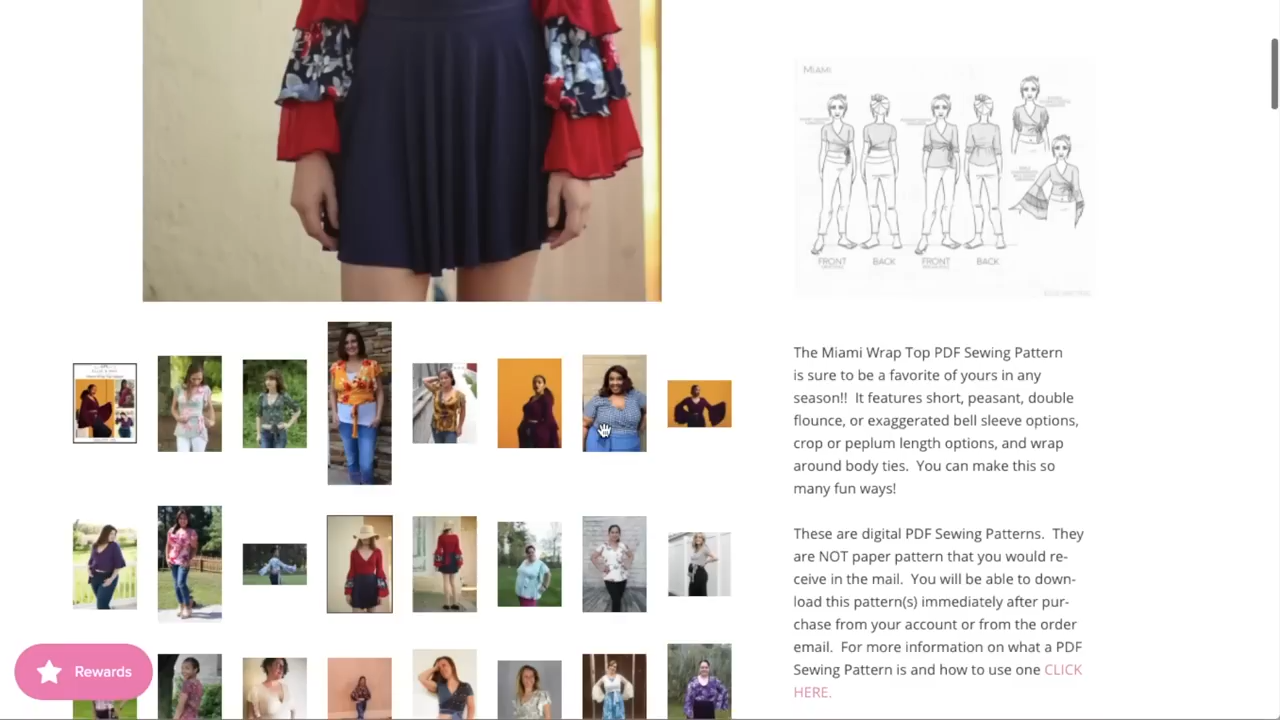 MIAMI
FRONT
BACK
FRONT
BACK
The Miami Wrap Top PDF Sewing Pattern
is sure to be a favorite of yours in any
season!!  It features short, peasant, double
flounce, or exaggerated bell sleeve options,
crop or peplum length options, and wrap
around body ties.  You can make this so
many fun ways!
These are digital PDF Sewing Patterns.  They
are NOT paper pattern that you would re-
ceive in the mail.  You will be able to down-
load this pattern(s) immediately after pur-
chase from your account or from the order
email.  For more information on what a PDF
Sewing Pattern is and how to use one CLICK
HERE.
Rewards